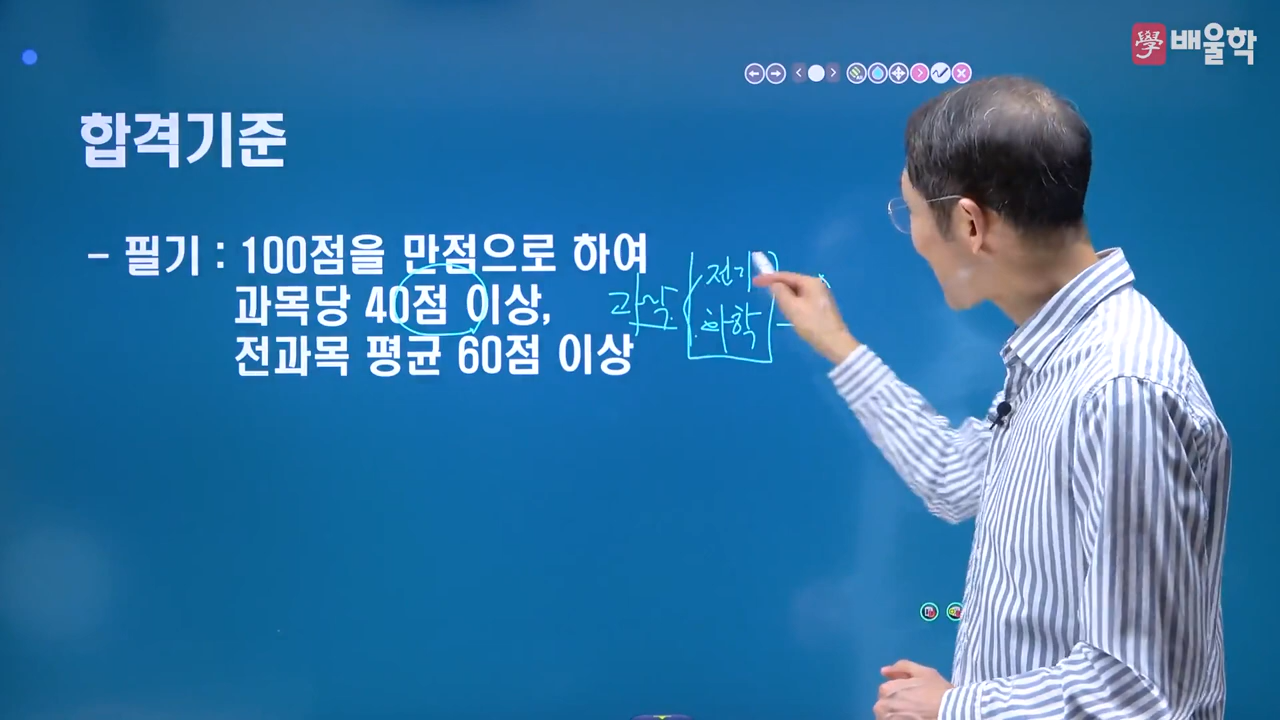 學 배울학
합격기준
- 필기 : 100점을 만점으로 하여
과목당 40점 이상,
전과목 평균 60점 이상
전기
화학